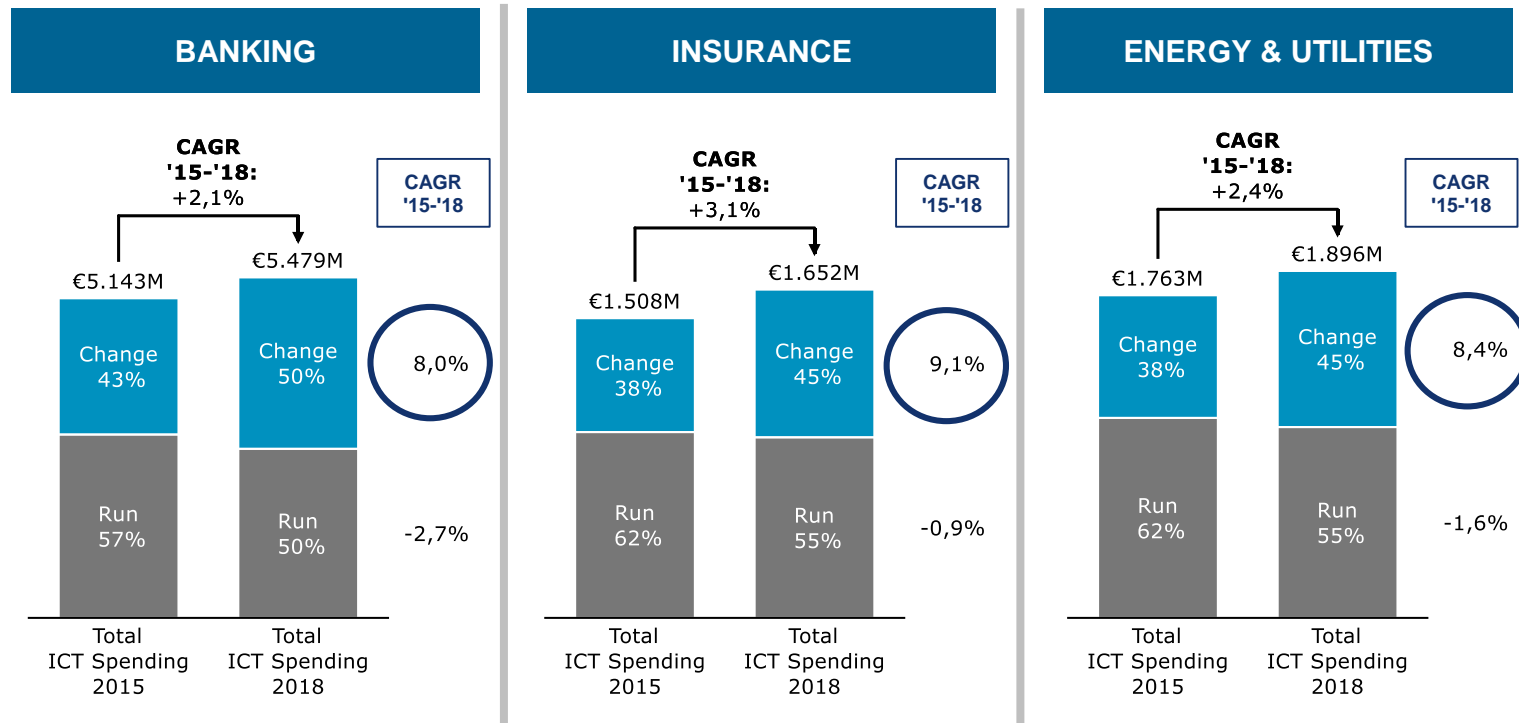 BANKING
CAGR
'15-'18:
+2,1%
CAGR
'15-'18
€5.143M
€5.479M
Change
43%
Change
50%
8,0%
Run
57%
Run
50%
-2,7%
Total
ICT Spending
2015
Total
ICT Spending
2018
INSURANCE
CAGR
'15-'18:
+3,1%
CAGR
'15-'18
€1.508M
€1.652M
Change
38%
Change
45%
9,1%
Run
62%
Run
55%
-0,9%
Total
ICT Spending
2015
Total
ICT Spending
2018
ENERGY & UTILITIES
CAGR
'15-'18:
+2,4%
CAGR
'15-'18
€1.763M
€1.896M
Change
38%
Change
45%
8,4%
Run
62%
Run
55%
-1,6%
Total
ICT Spending
2015
Total
ICT Spending
2018